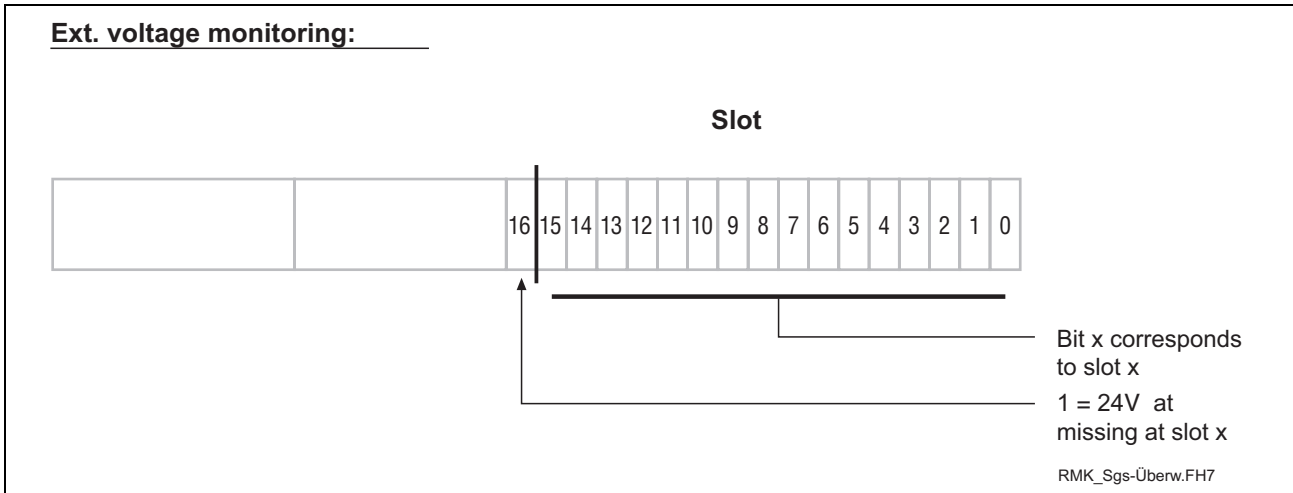 Ext. voltage monitoring:
Slot
16 15 14 13 12 11 10 9 8 7 6 5 4 3 2 1 0
Bit x corresponds
to slot x
1 = 24V at
missing at slot x
RMK_Sgs-Überw.FH7